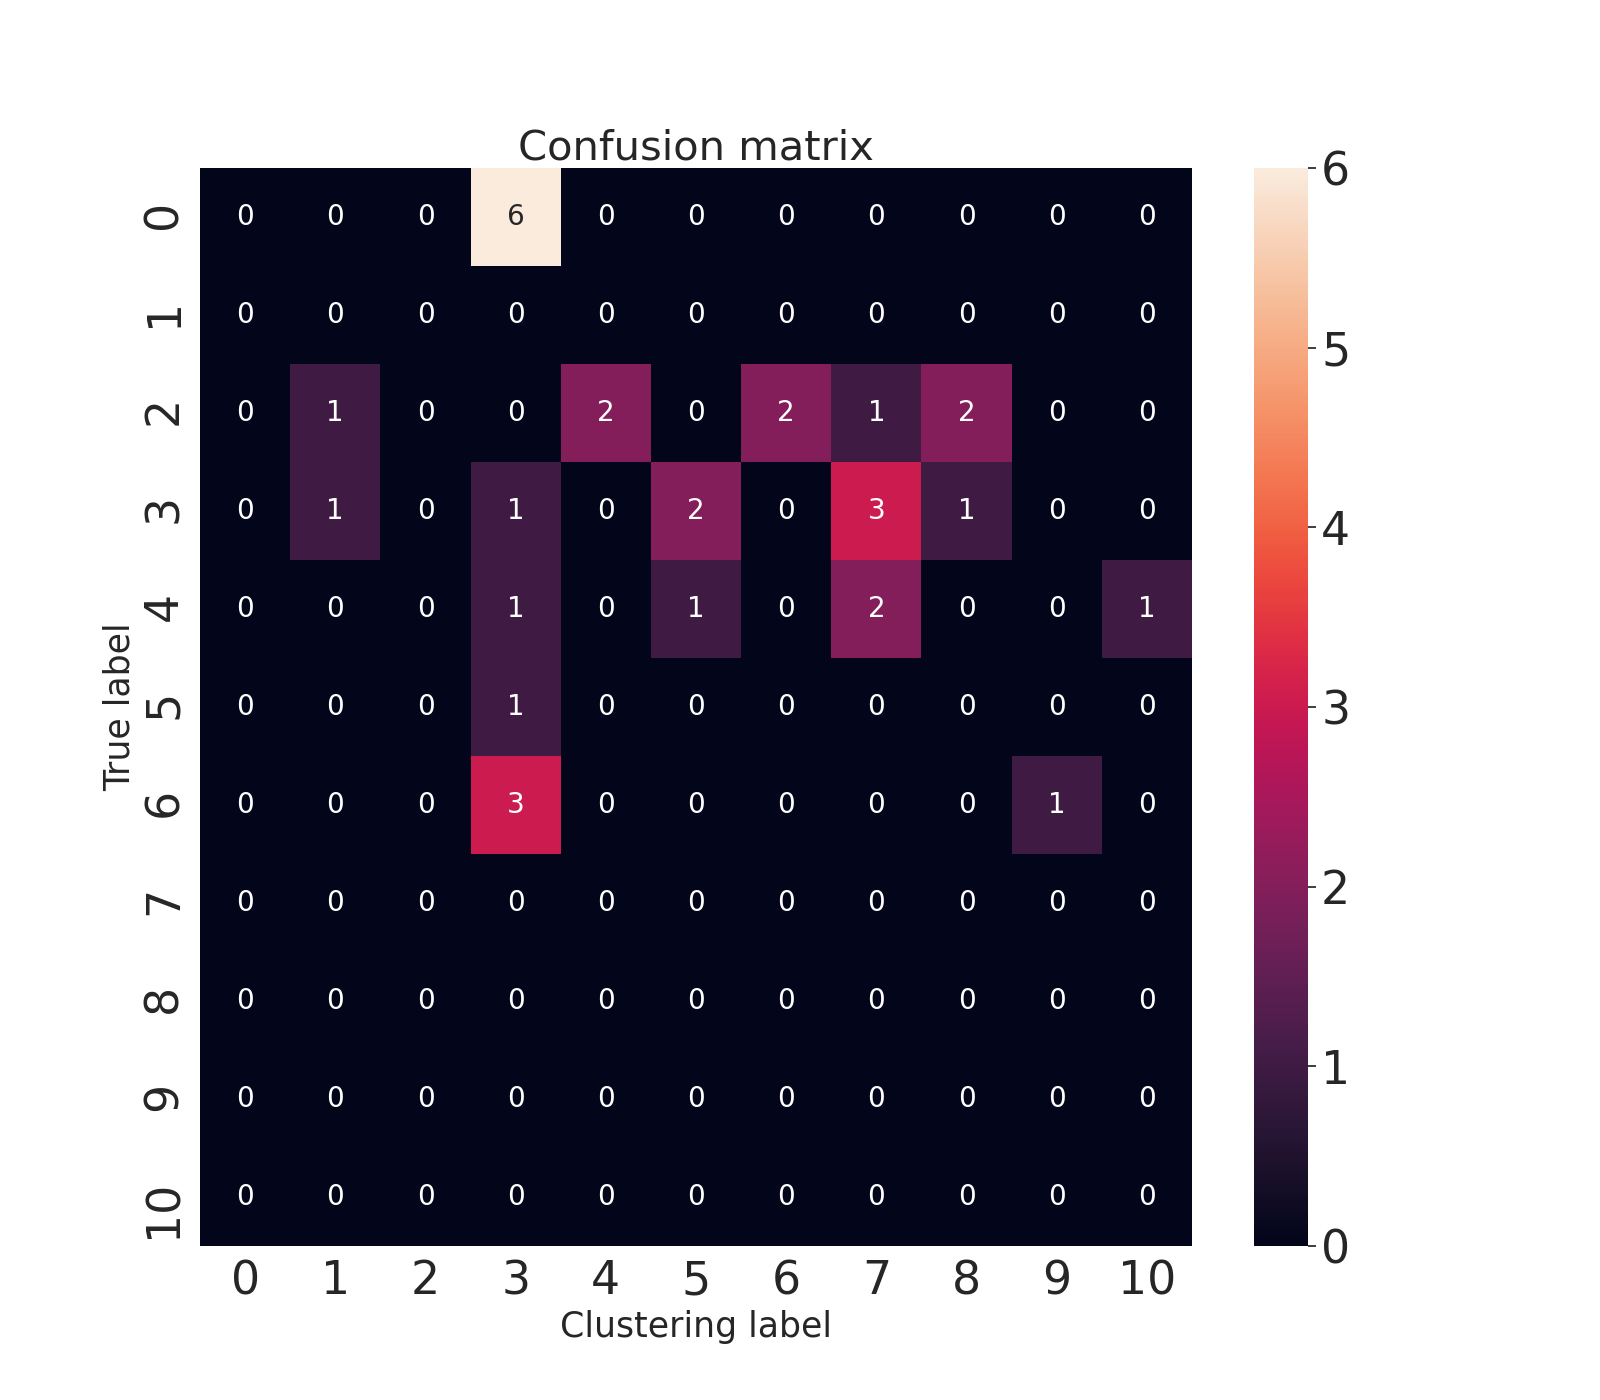 Confusion matrix
0 0 0 0 6 0 0 0 0 0 0 0
1 0 0 0 0 0 0 0 0 0 0 0
2 0 1 0 0 2 0 2 1 2 0 0
3 0 1 0 1 0 2 0 3 1 0 0
4 0 0 0 1 0 1 0 2 0 0 1
5 0 0 0 1 0 0 0 0 0 0 0
6 0 0 0 3 0 0 0 0 0 1 0
7 0 0 0 0 0 0 0 0 0 0 0
8 0 0 0 0 0 0 0 0 0 0 0
9 0 0 0 0 0 0 0 0 0 0 0
10 0 0 0 0 0 0 0 0 0 0 0
0 1 2 3 4 5 6 7 8 9 10
Clustering label
True label
6
5
4
3
2
1
0